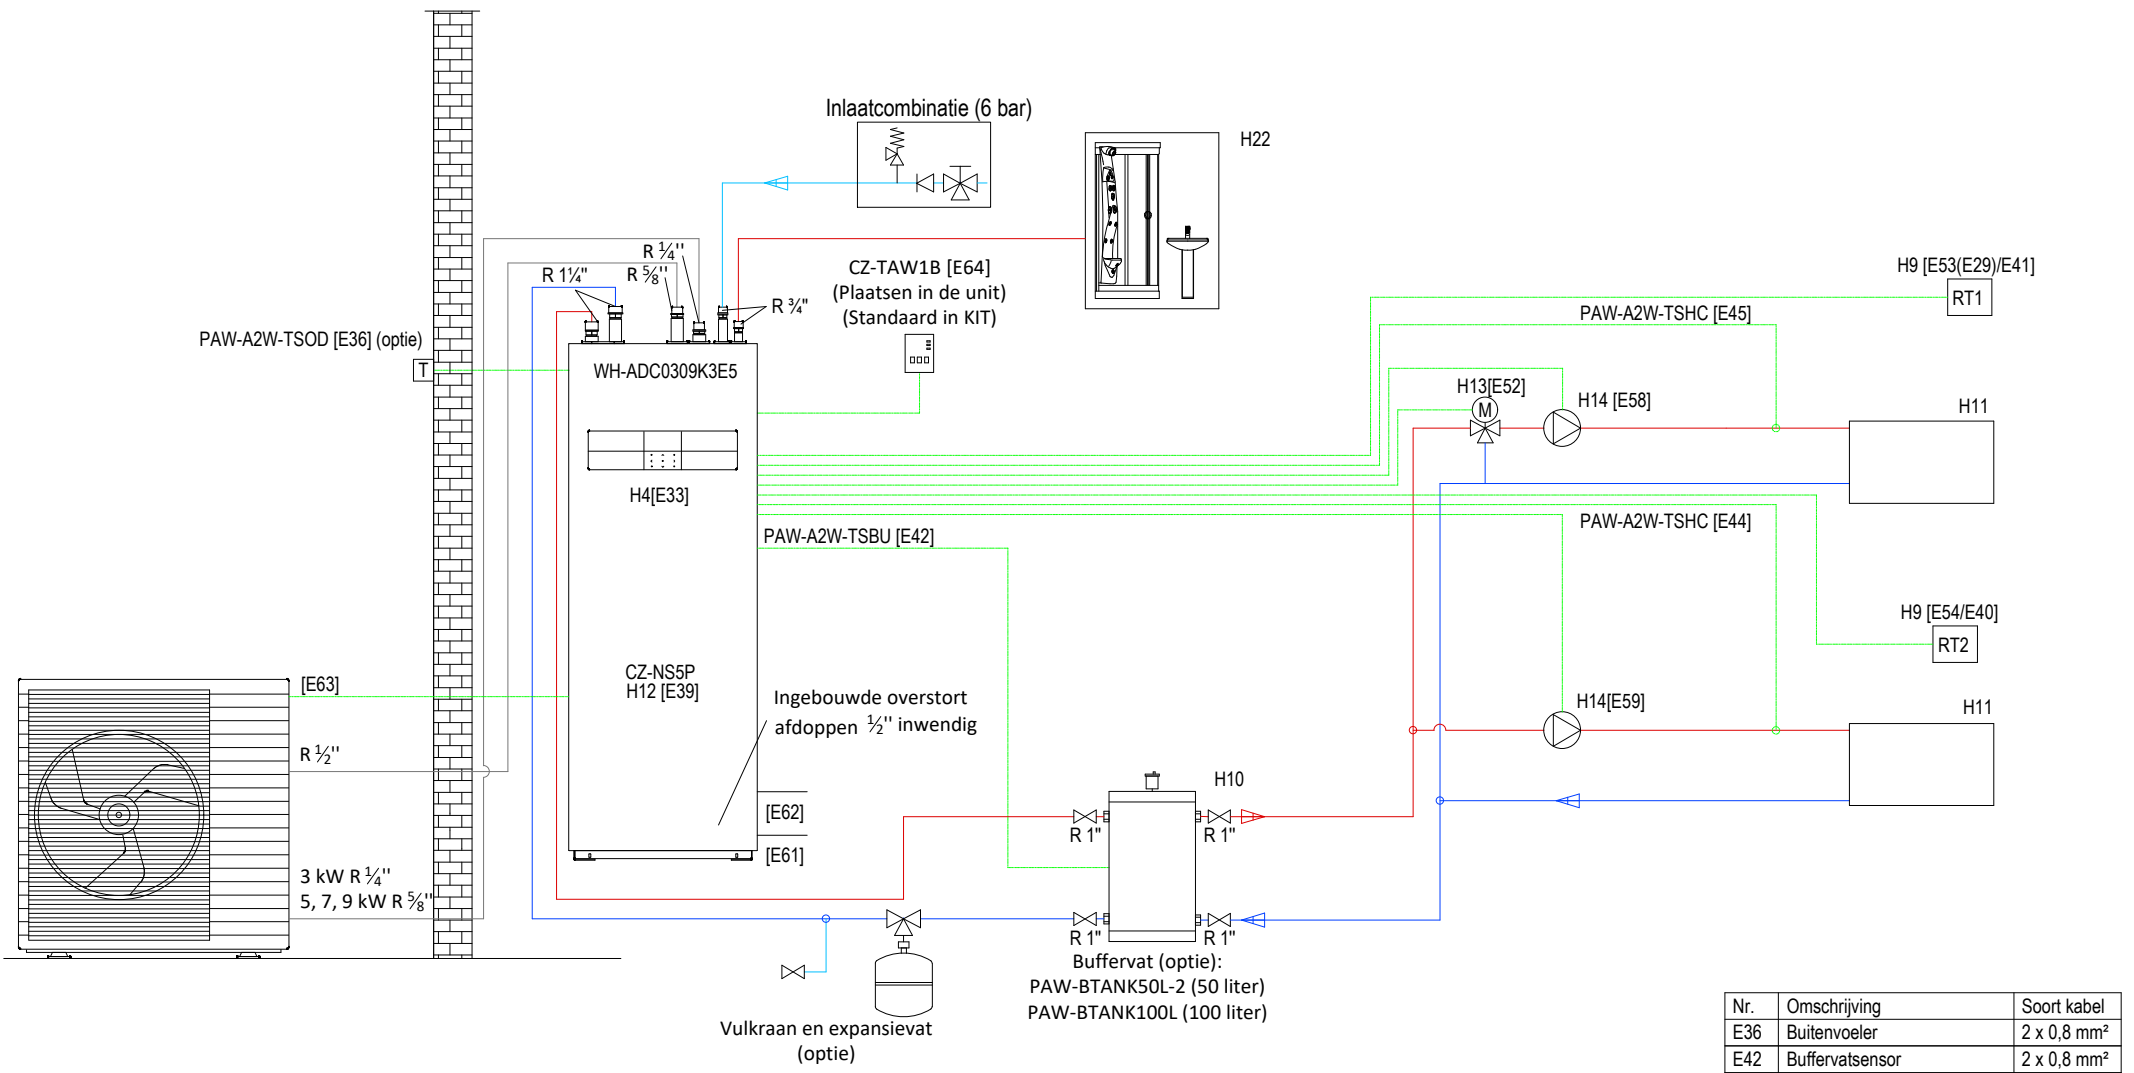 Inlaatcombinatie (6 bar)
H22
R ¼''
R 1¼"
R ⅝''
R ¾"
CZ-TAW1B [E64]
(Plaatsen in de unit)
(Standaard in KIT)
H9 [E53(E29)/E41]
RT1
PAW-A2W-TSHC [E45]
PAW-A2W-TSOD [E36] (optie)
T
WH-ADC0309K3E5
H13[E52]
M
H14 [E58]
H11
H4[E33]
PAW-A2W-TSHC [E44]
PAW-A2W-TSBU [E42]
H9 [E54/E40]
RT2
CZ-NS5P
H12 [E39]
[E63]
Ingebouwde overstort
afdoppen ½'' inwendig
H14[E59]
H11
R ½''
H10
[E62]
R 1"
R 1"
[E61]
3 kW R ¼''
5, 7, 9 kW R ⅝''
R 1"
R 1"
Buffervat (optie):
PAW-BTANK50L-2 (50 liter)
PAW-BTANK100L (100 liter)
Vulkraan en expansievat
(optie)
Nr. Omschrijving Soort kabel
E36 Buitenvoeler 2 x 0,8 mm²
E42 Buffervatsensor 2 x 0,8 mm²